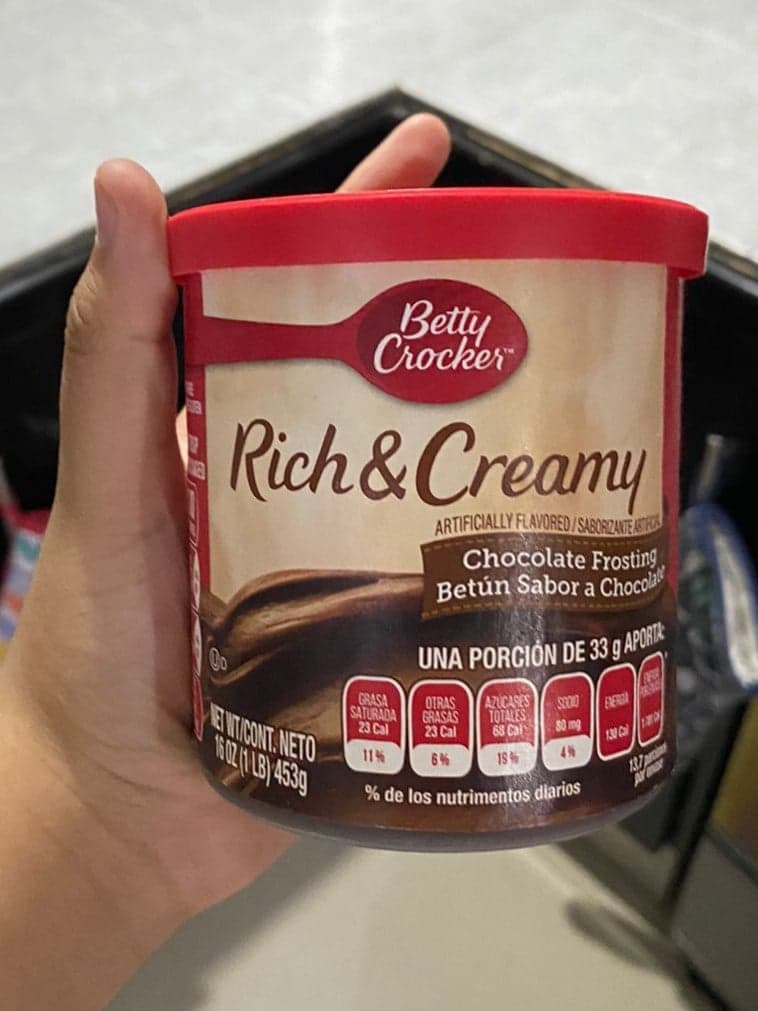 Betty
Crocker™
Rich & Creamy
ARTIFICIALLY FLAVORED / SABORIZANTE ARTIFICIAL
Chocolate Frosting
Betún Sabor a Chocolate
UNA PORCIÓN DE 33 g APORTA:
GRASA SATURADA 23 Cal 11%
OTRAS GRASAS 23 Cal 6%
AZÚCARES TOTALES 68 Cal 19%
SODIO 80 mg 4%
ENERGÍA 130 Cal
% de los nutrimentos diarios
13.7 porciones
por envase
NET WT/CONT. NETO
16 OZ (1 LB) 453g
U D